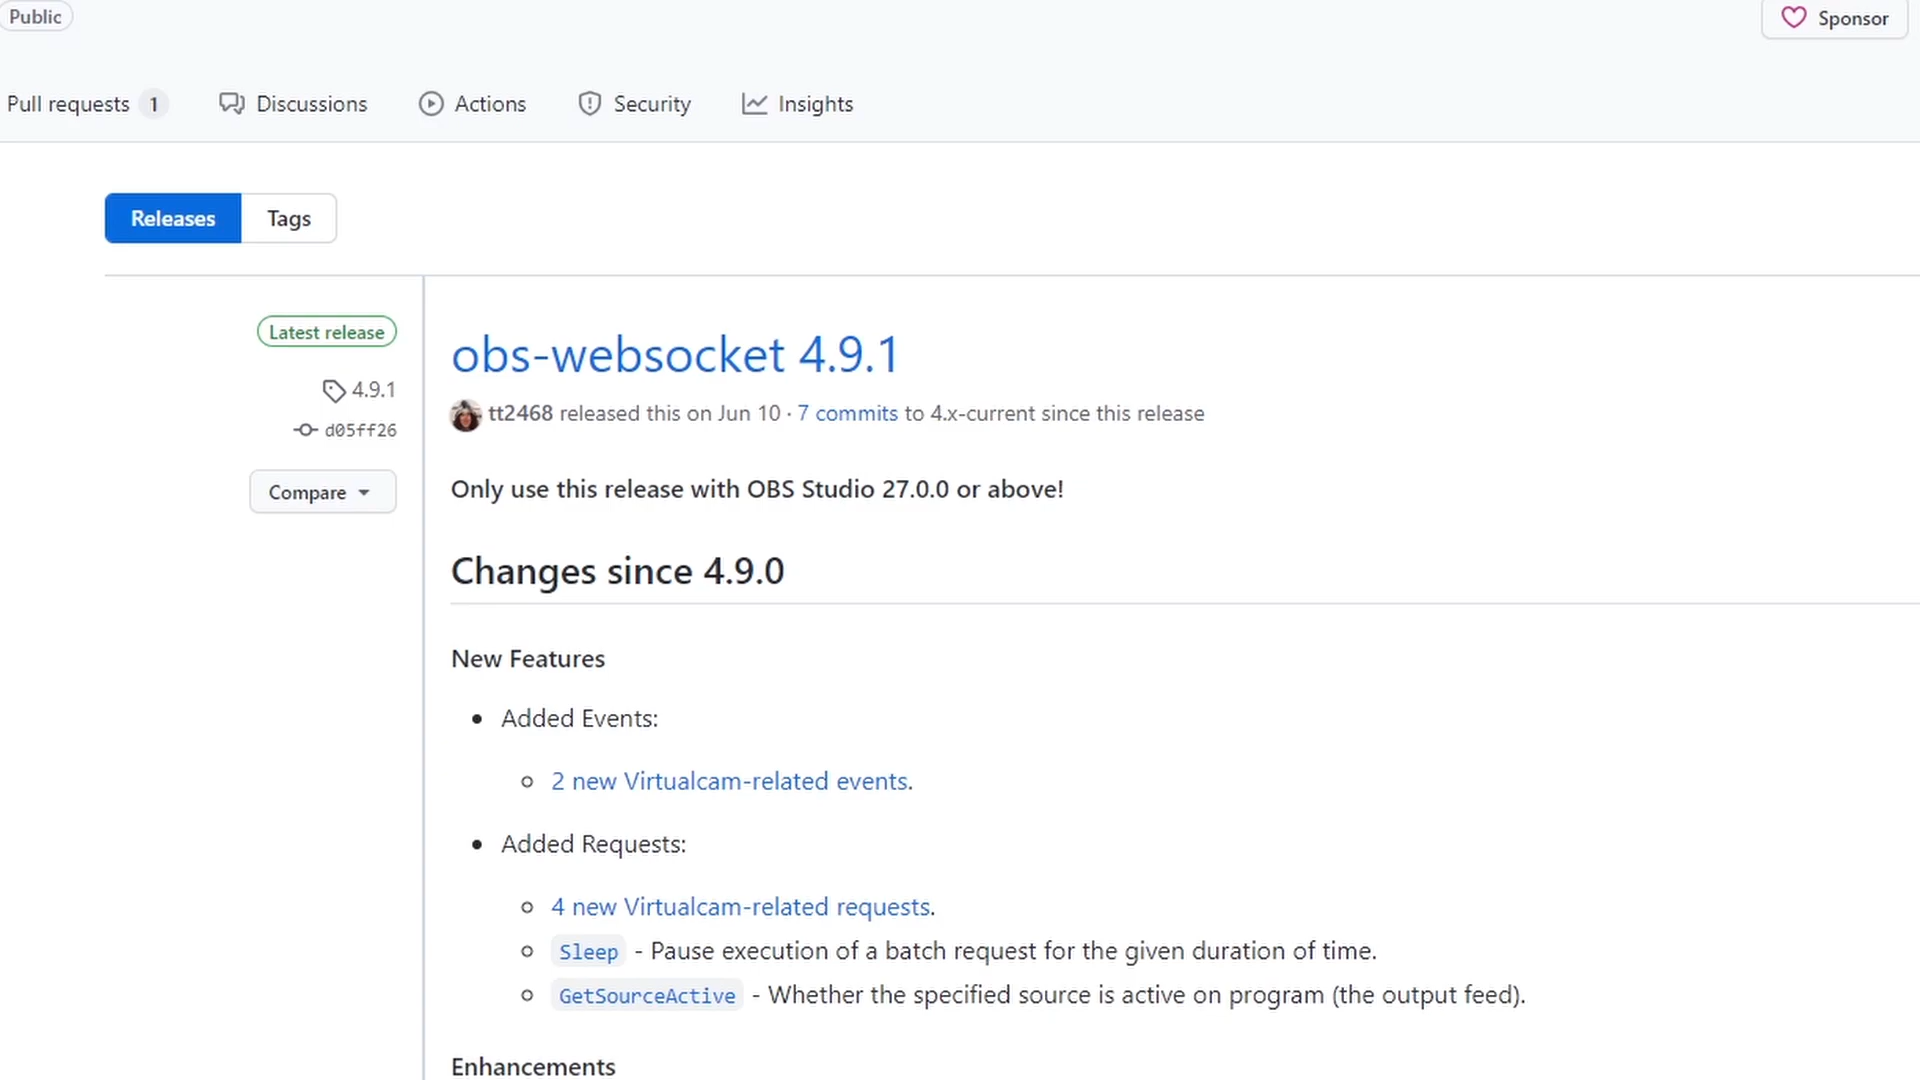 Public
Sponsor
Pull requests 1 Discussions Actions Security Insights
Releases Tags
Latest release
4.9.1
d05ff26
Compare
obs-websocket 4.9.1
tt2468 released this on Jun 10 · 7 commits to 4.x-current since this release
Only use this release with OBS Studio 27.0.0 or above!
Changes since 4.9.0
New Features
Added Events:
2 new Virtualcam-related events.
Added Requests:
4 new Virtualcam-related requests.
Sleep - Pause execution of a batch request for the given duration of time.
GetSourceActive - Whether the specified source is active on program (the output feed).
Enhancements